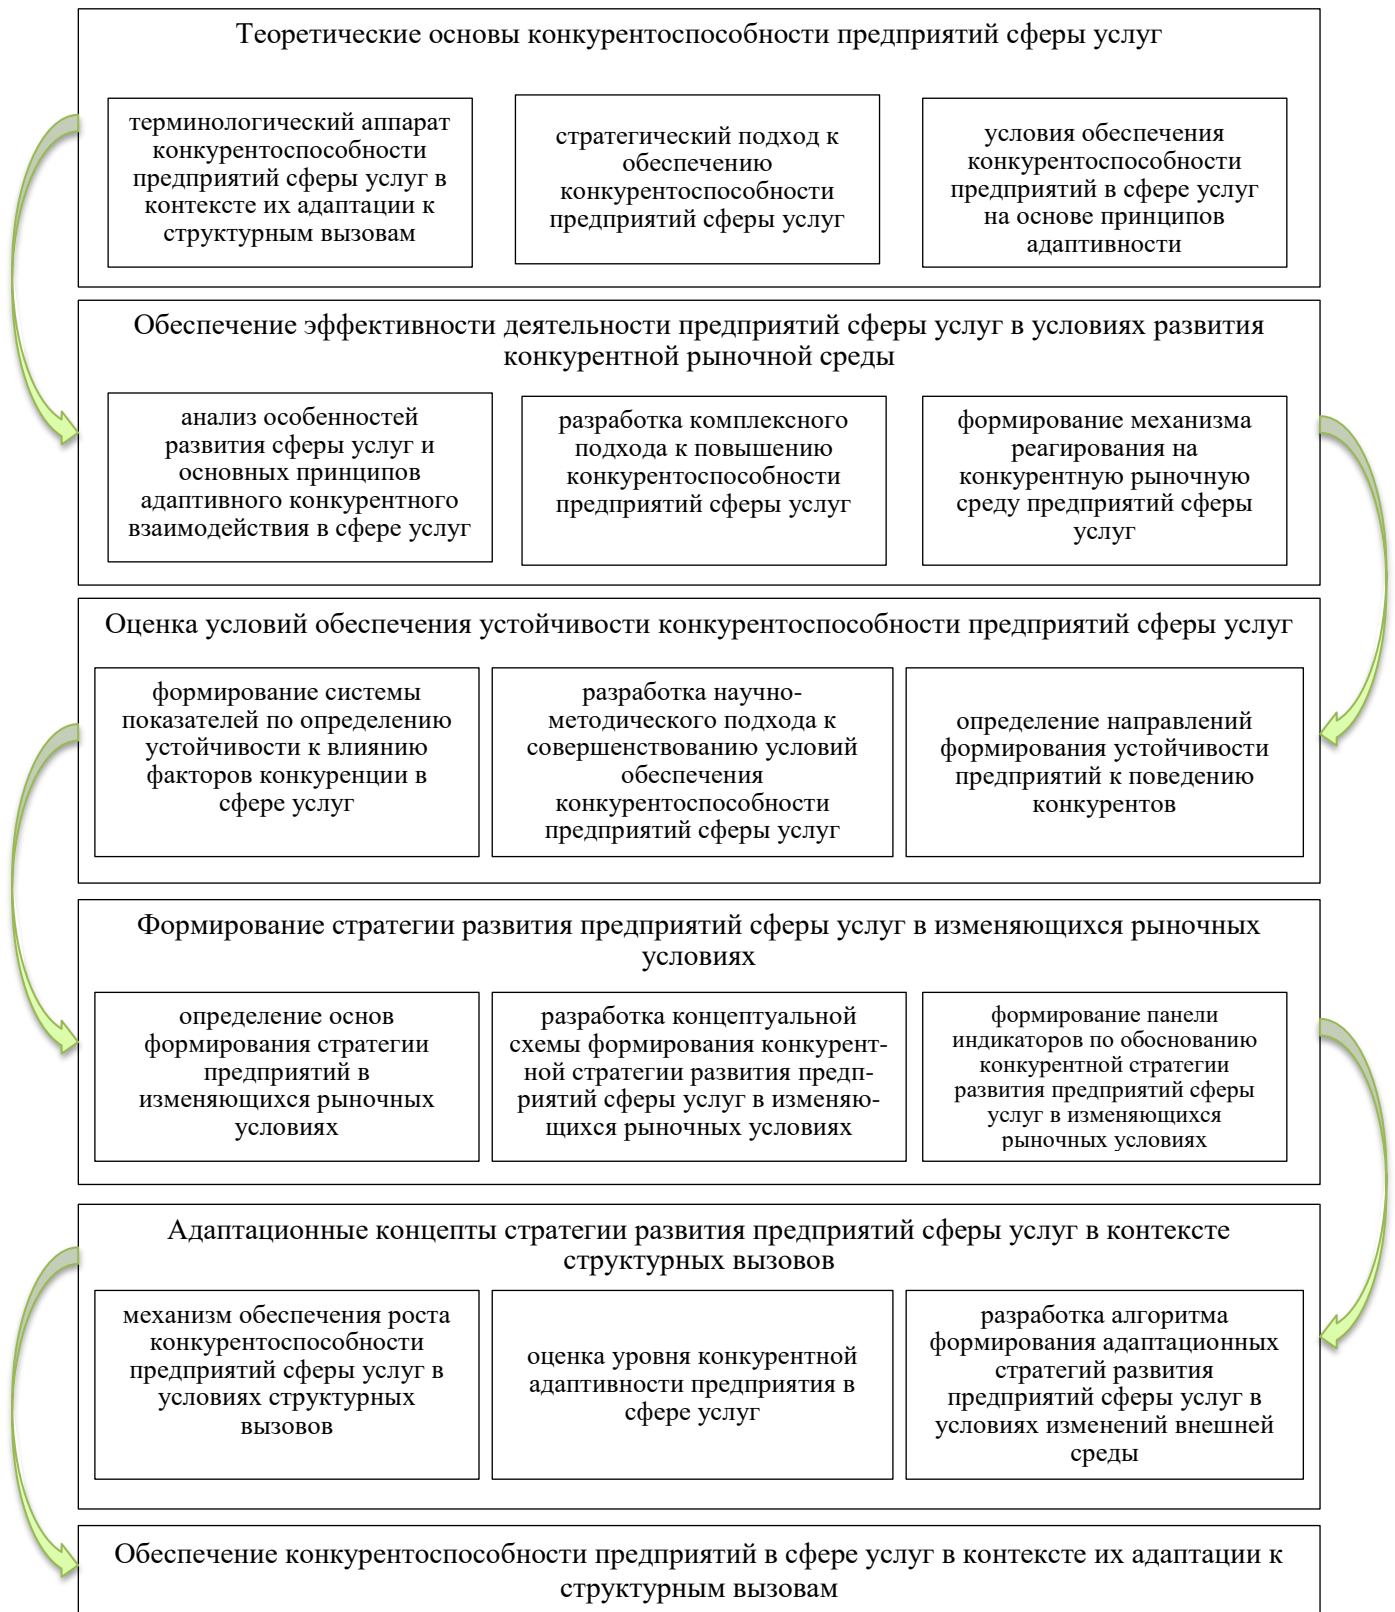 Теоретические основы конкурентоспособности предприятий сферы услуг
терминологический аппарат
конкурентоспособности
предприятий сферы услуг в
контексте их адаптации к
структурным вызовам
стратегический подход к
обеспечению
конкурентоспособности
предприятий сферы услуг
условия обеспечения
конкурентоспособности
предприятий в сфере услуг
на основе принципов
адаптивности
Обеспечение эффективности деятельности предприятий сферы услуг в условиях развития
конкурентной рыночной среды
анализ особенностей
развития сферы услуг и
основных принципов
адаптивного конкурентного
взаимодействия в сфере услуг
разработка комплексного
подхода к повышению
конкурентоспособности
предприятий сферы услуг
формирование механизма
реагирования на
конкурентную рыночную
среду предприятий сферы
услуг
Оценка условий обеспечения устойчивости конкурентоспособности предприятий сферы услуг
формирование системы
показателей по определению
устойчивости к влиянию
факторов конкуренции в
сфере услуг
разработка научно-
методического подхода к
совершенствованию условий
обеспечения
конкурентоспособности
предприятий сферы услуг
определение направлений
формирования устойчивости
предприятий к поведению
конкурентов
Формирование стратегии развития предприятий сферы услуг в изменяющихся рыночных
условиях
определение основ
формирования стратегии
предприятий в
изменяющихся рыночных
условиях
разработка концептуальной
схемы формирования конкурент-
ной стратегии развития предп-
риятий сферы услуг в изменяю-
щихся рыночных условиях
формирование панели
индикаторов по обоснованию
конкурентной стратегии
развития предприятий сферы
услуг в изменяющихся
рыночных условиях
Адаптационные концепты стратегии развития предприятий сферы услуг в контексте
структурных вызовов
механизм обеспечения роста
конкурентоспособности
предприятий сферы услуг в
условиях структурных
вызовов
оценка уровня конкурентной
адаптивности предприятия в
сфере услуг
разработка алгоритма
формирования адаптационных
стратегий развития
предприятий сферы услуг в
условиях изменений внешней
среды
Обеспечение конкурентоспособности предприятий в сфере услуг в контексте их адаптации к
структурным вызовам